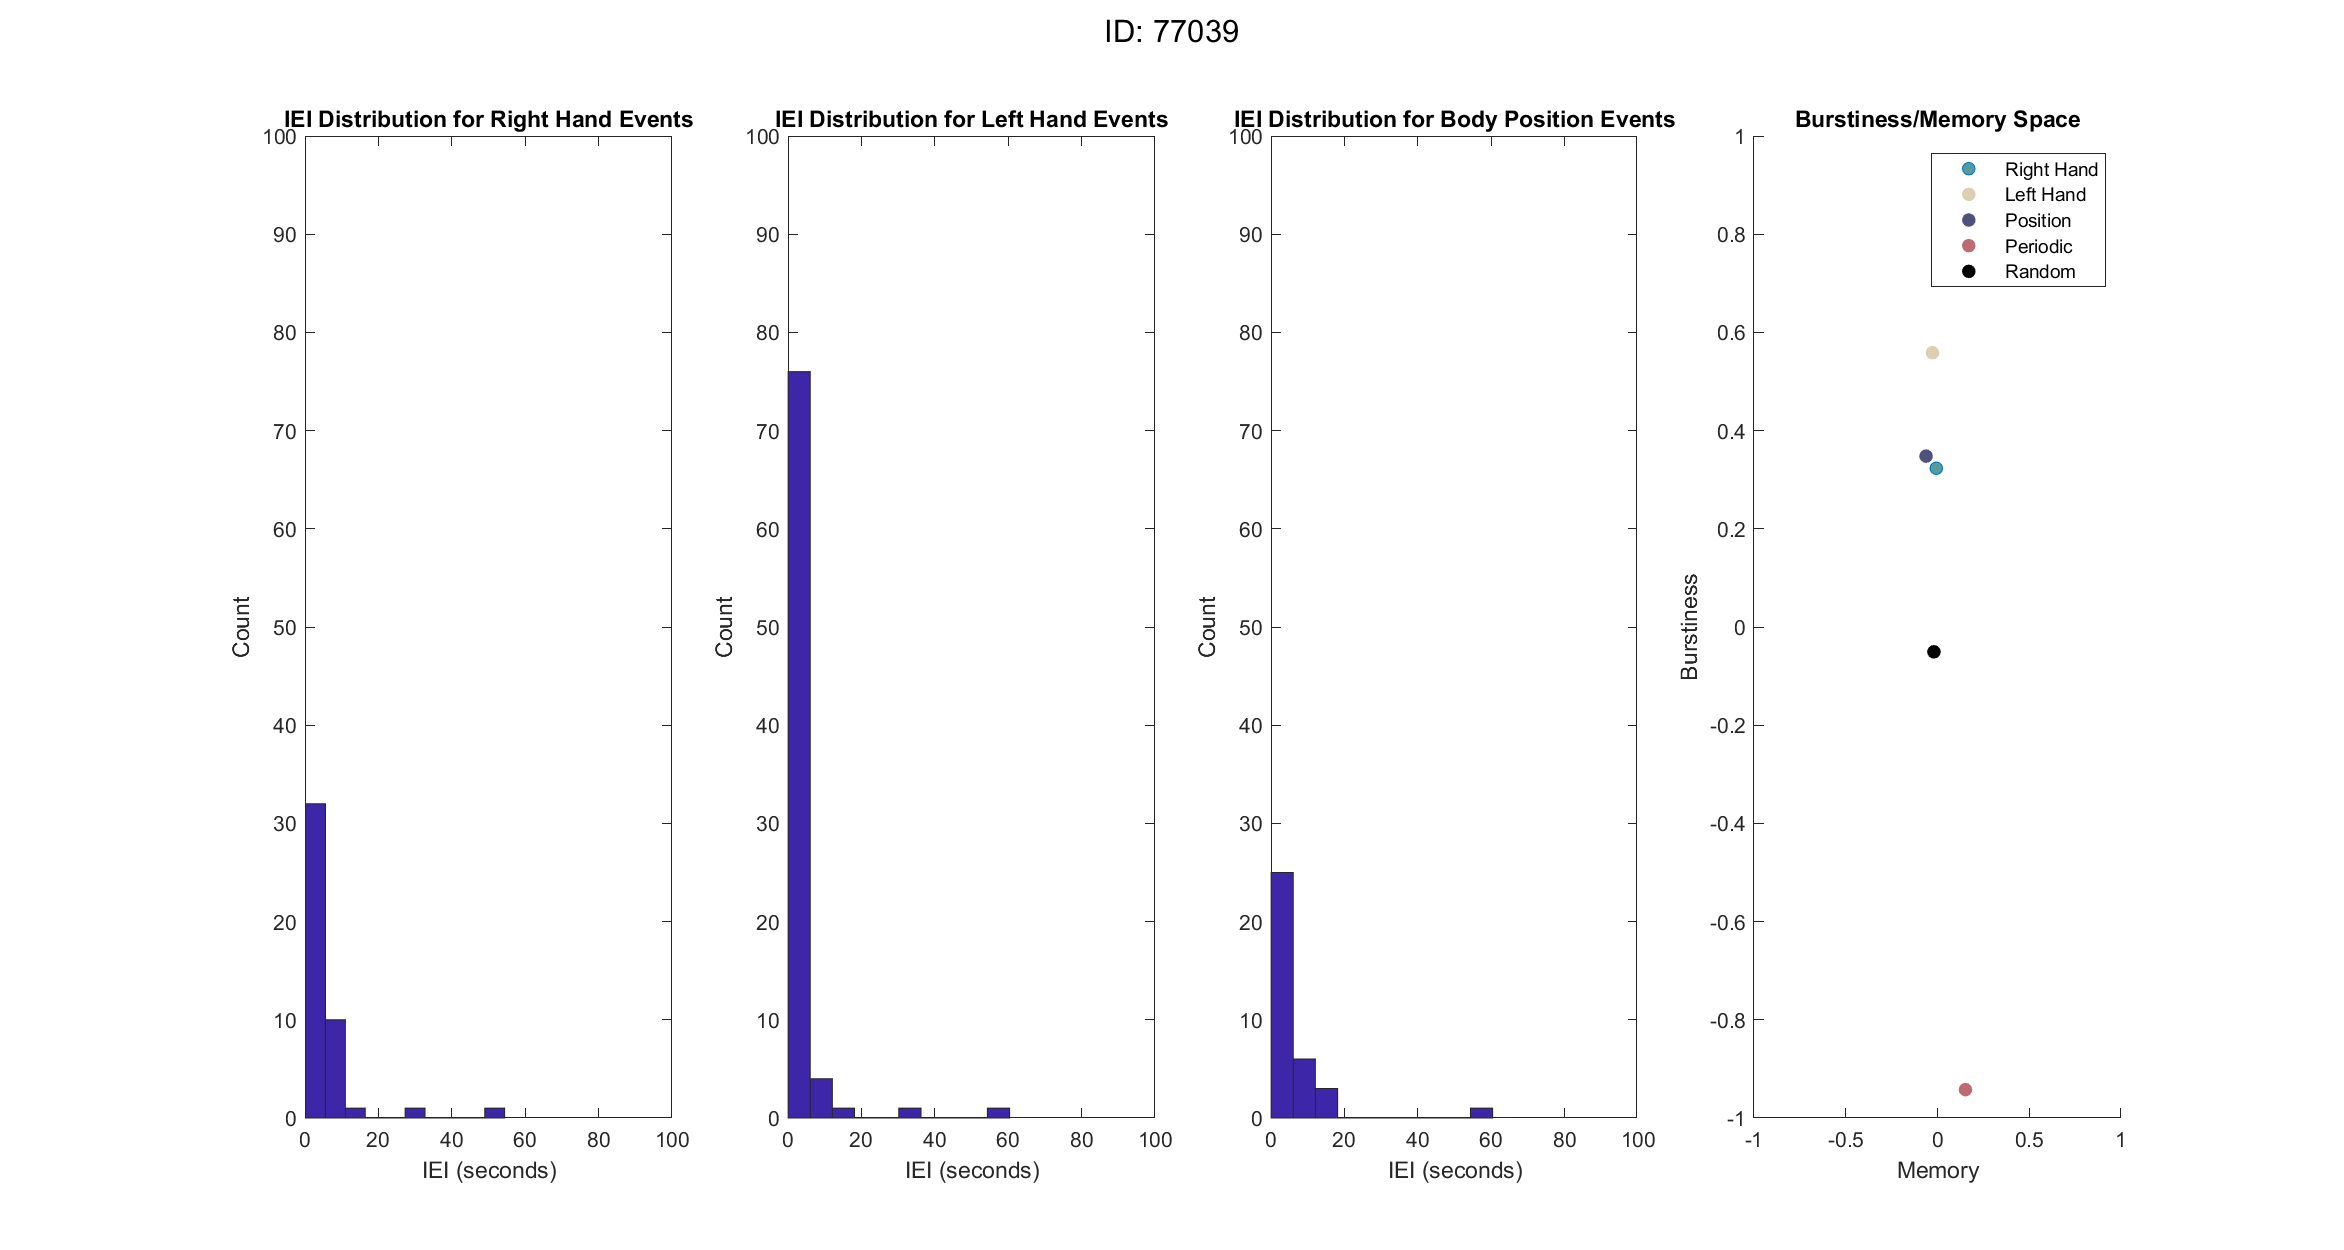 ID: 77039
IEI Distribution for Right Hand Events
100
90
80
70
60
50
40
30
20
10
0
Count
0 20 40 60 80 100
IEI (seconds)
IEI Distribution for Left Hand Events
100
90
80
70
60
50
40
30
20
10
0
Count
0 20 40 60 80 100
IEI (seconds)
IEI Distribution for Body Position Events
100
90
80
70
60
50
40
30
20
10
0
Count
0 20 40 60 80 100
IEI (seconds)
Burstiness/Memory Space
1
0.8
0.6
0.4
0.2
0
-0.2
-0.4
-0.6
-0.8
-1
Burstiness
Right Hand
Left Hand
Position
Periodic
Random
-1 -0.5 0 0.5 1
Memory